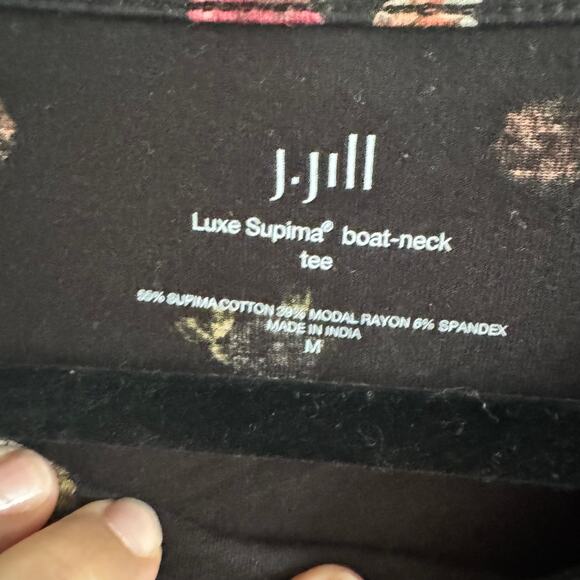 J.Jill
Luxe Supima® boat-neck
tee
55% SUPIMA COTTON 39% MODAL RAYON 6% SPANDEX
MADE IN INDIA
M